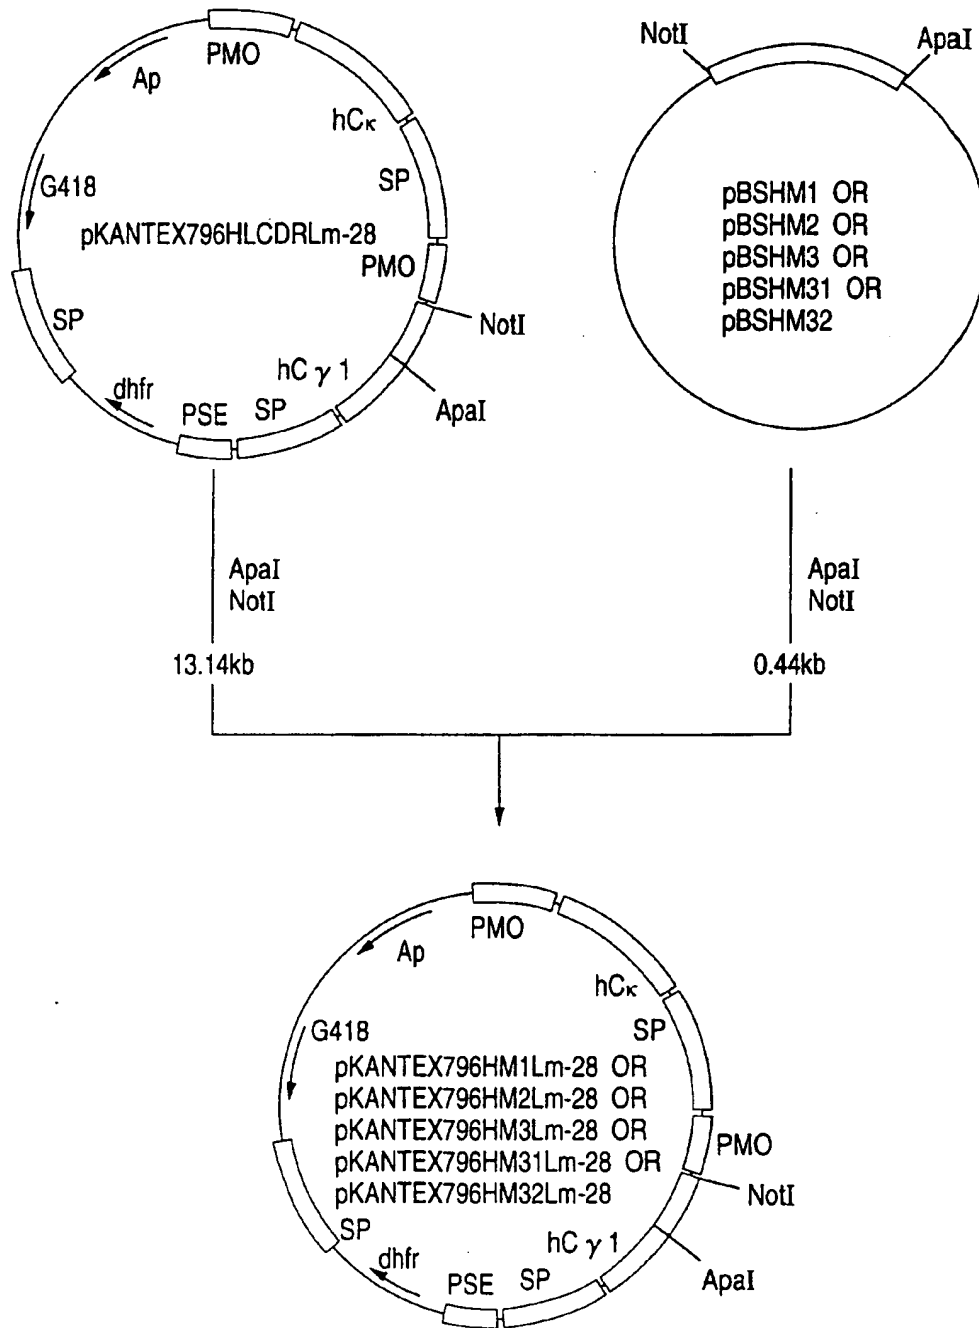 PMO
Ap
hCκ
G418
SP
pKANTEX796HLCDRLm-28
PMO
SP
NotI
hC γ 1
dhfr
ApaI
PSE
SP
NotI
ApaI
pBSHM1 OR
pBSHM2 OR
pBSHM3 OR
pBSHM31 OR
pBSHM32
ApaI
NotI
13.14kb
ApaI
NotI
0.44kb
PMO
Ap
hCκ
SP
G418
pKANTEX796HM1Lm-28 OR
pKANTEX796HM2Lm-28 OR
pKANTEX796HM3Lm-28 OR
pKANTEX796HM31Lm-28 OR
pKANTEX796HM32Lm-28
PMO
NotI
SP
hC γ 1
dhfr
ApaI
PSE
SP